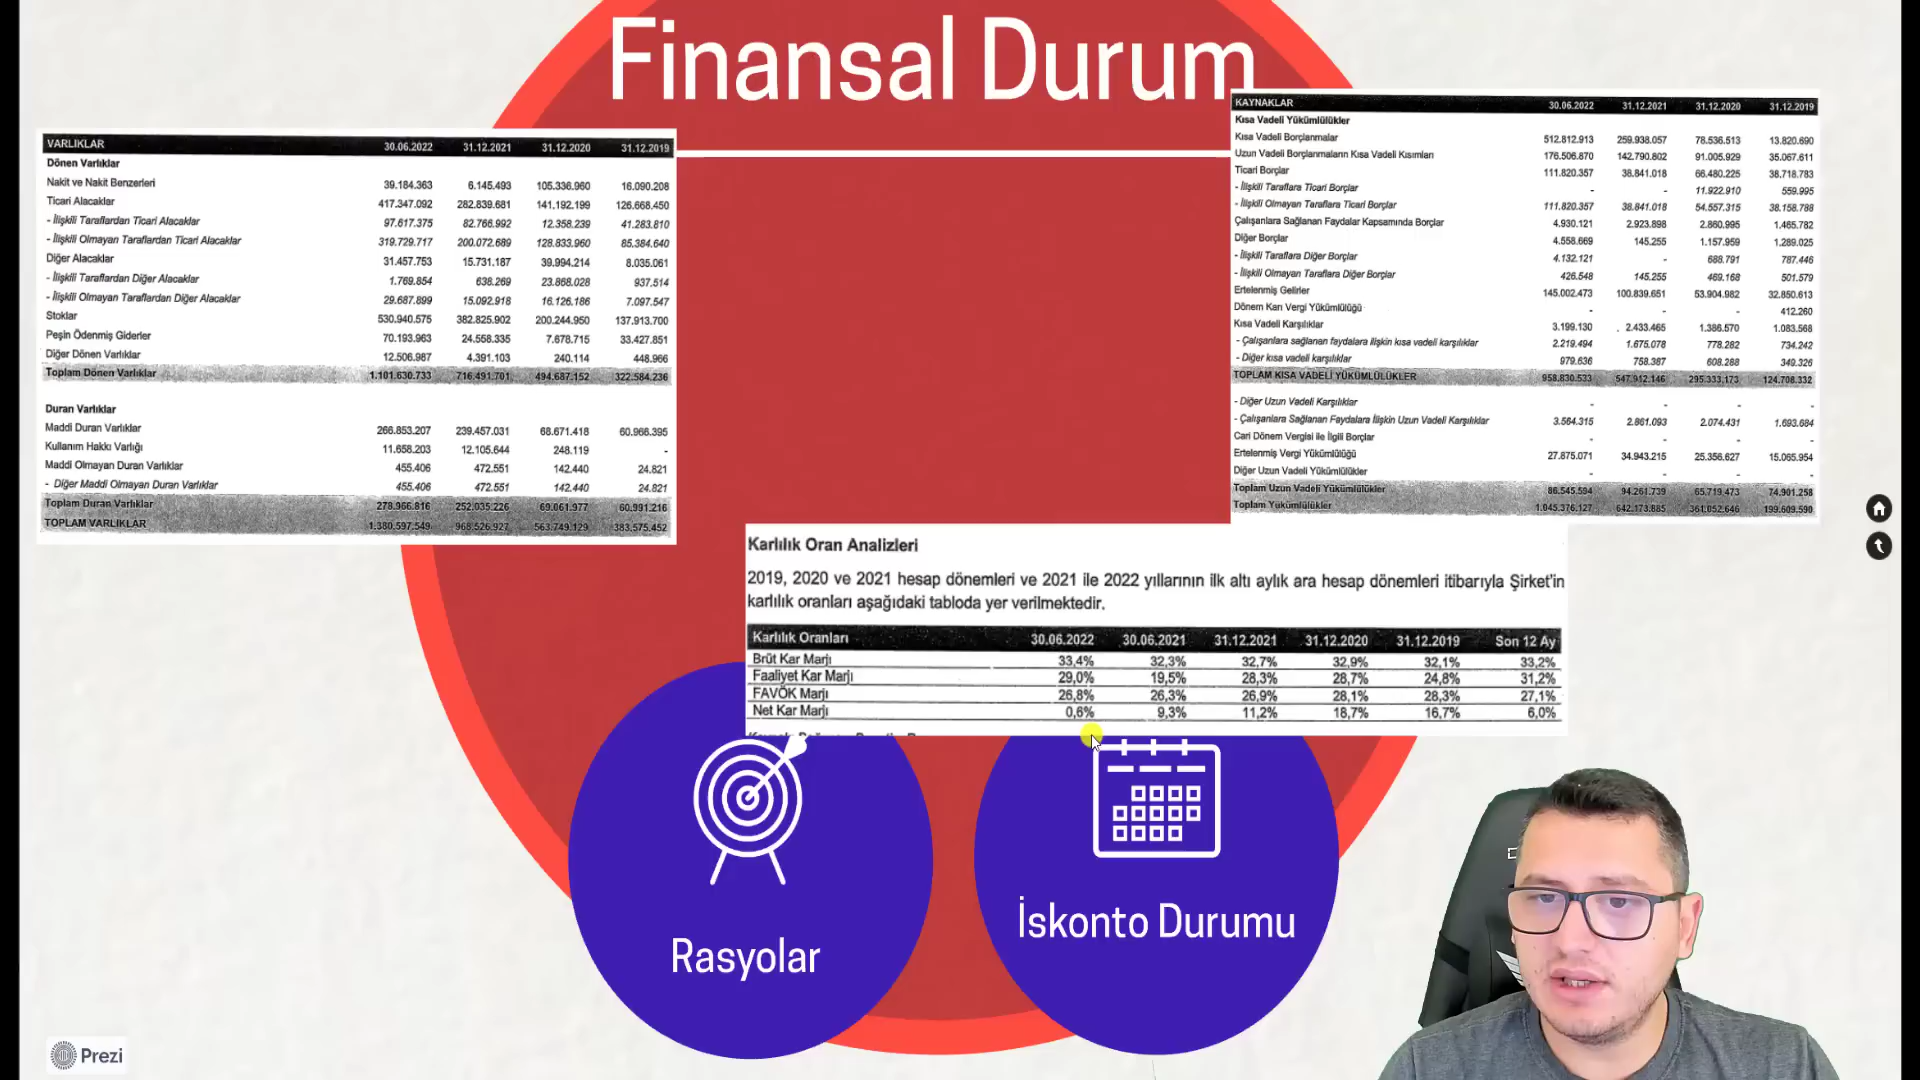 Finansal Durum
VARLIKLAR 30.06.2022 31.12.2021 31.12.2020 31.12.2019
Dönen Varlıklar
Nakit ve Nakit Benzerleri 39.184.363 6.145.493 105.336.960 16.090.208
Ticari Alacaklar 417.347.092 282.839.681 141.192.199 126.668.450
- İlişkili Taraflardan Ticari Alacaklar 97.617.375 82.766.992 12.358.239 41.283.810
- İlişkili Olmayan Taraflardan Ticari Alacaklar 319.729.717 200.072.689 128.833.960 85.384.640
Diğer Alacaklar 31.457.753 15.731.187 39.994.214 8.035.061
- İlişkili Taraflardan Diğer Alacaklar 1.769.854 638.269 23.868.028 937.514
- İlişkili Olmayan Taraflardan Diğer Alacaklar 29.687.899 15.092.918 16.126.186 7.097.547
Stoklar 530.940.575 382.825.902 200.244.950 137.913.700
Peşin Ödenmiş Giderler 70.193.963 24.558.335 7.678.715 33.427.851
Diğer Dönen Varlıklar 12.506.987 4.391.103 240.114 448.966
Toplam Dönen Varlıklar 1.101.630.733 716.491.701 494.687.152 322.584.236
Duran Varlıklar
Maddi Duran Varlıklar 266.853.207 239.457.031 68.671.418 60.966.395
Kullanım Hakkı Varlığı 11.658.203 12.105.644 248.119 -
Maddi Olmayan Duran Varlıklar 455.406 472.551 142.440 24.821
- Diğer Maddi Olmayan Duran Varlıklar 455.406 472.551 142.440 24.821
Toplam Duran Varlıklar 278.966.816 252.035.226 69.061.977 60.991.216
TOPLAM VARLIKLAR 1.380.597.549 968.526.927 563.749.129 383.575.452
KAYNAKLAR 30.06.2022 31.12.2021 31.12.2020 31.12.2019
Kısa Vadeli Yükümlülükler
Kısa Vadeli Borçlanmalar 512.812.913 259.938.057 78.536.513 13.820.690
Uzun Vadeli Borçlanmaların Kısa Vadeli Kısımları 176.506.870 142.790.802 91.005.929 35.067.611
Ticari Borçlar 111.820.357 38.841.018 66.480.225 38.718.783
- İlişkili Taraflara Ticari Borçlar - - 11.922.910 559.995
- İlişkili Olmayan Taraflara Ticari Borçlar 111.820.357 38.841.018 54.557.315 38.158.788
Çalışanlara Sağlanan Faydalar Kapsamında Borçlar 4.930.121 2.923.898 2.860.995 1.465.782
Diğer Borçlar 4.558.669 145.255 1.157.959 1.289.025
- İlişkili Taraflara Diğer Borçlar 4.132.121 - 688.791 787.446
- İlişkili Olmayan Taraflara Diğer Borçlar 426.548 145.255 469.168 501.579
Ertelenmiş Gelirler 145.002.473 100.839.651 53.904.982 32.850.613
Dönem Karı Vergi Yükümlülüğü - - - 412.260
Kısa Vadeli Karşılıklar 3.199.130 2.433.465 1.386.570 1.083.568
- Çalışanlara sağlanan faydalara ilişkin kısa vadeli karşılıklar 2.219.494 1.675.078 778.282 734.242
- Diğer kısa vadeli karşılıklar 979.636 758.387 608.288 349.326
TOPLAM KISA VADELİ YÜKÜMLÜLÜKLER 958.830.533 547.912.146 295.333.173 124.708.332
- Diğer Uzun Vadeli Karşılıklar - - - -
- Çalışanlara Sağlanan Faydalara İlişkin Uzun Vadeli Karşılıklar 3.564.315 2.861.093 2.074.431 1.693.684
Cari Dönem Vergisi ile İlgili Borçlar - - - -
Ertelenmiş Vergi Yükümlülüğü 27.875.071 34.943.215 25.356.627 15.065.954
Diğer Uzun Vadeli Yükümlülükler - - - -
Toplam Uzun Vadeli Yükümlülükler 86.545.594 94.261.739 65.719.473 74.901.258
Toplam Yükümlülükler 1.045.376.127 642.173.885 361.052.646 199.609.590
Karlılık Oran Analizleri
2019, 2020 ve 2021 hesap dönemleri ve 2021 ile 2022 yıllarının ilk altı aylık ara hesap dönemleri itibarıyla Şirket'in
karlılık oranları aşağıdaki tabloda yer verilmektedir.
Karlılık Oranları 30.06.2022 30.06.2021 31.12.2021 31.12.2020 31.12.2019 Son 12 Ay
Brüt Kar Marjı 33,4% 32,3% 32,7% 32,9% 32,1% 33,2%
Faaliyet Kar Marjı 29,0% 19,5% 28,3% 28,7% 24,8% 31,2%
FAVÖK Marjı 26,8% 26,3% 26,9% 28,1% 28,3% 27,1%
Net Kar Marjı 0,6% 9,3% 11,2% 18,7% 16,7% 6,0%
Rasyolar
İskonto Durumu
Prezi